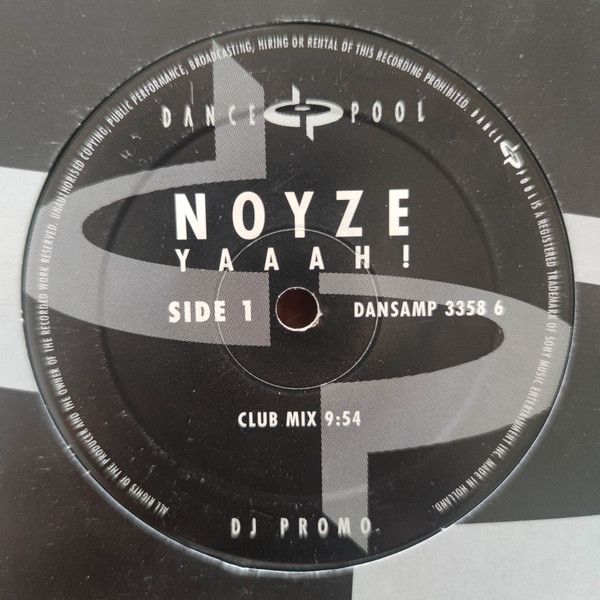 ALL RIGHTS OF THE PRODUCER AND THE OWNER OF THE RECORDED WORK RESERVED. UNAUTHORISED COPYING, PUBLIC PERFORMANCE, BROADCASTING, HIRING OR RENTAL OF THIS RECORDING PROHIBITED. DANCE POOL IS A REGISTERED TRADEMARK OF SONY MUSIC ENTERTAINMENT INC. MADE IN HOLLAND.
DANCE POOL
NOYZE
YAAAH!
SIDE 1 DANSAMP 3358 6
CLUB MIX 9:54
DJ PROMO